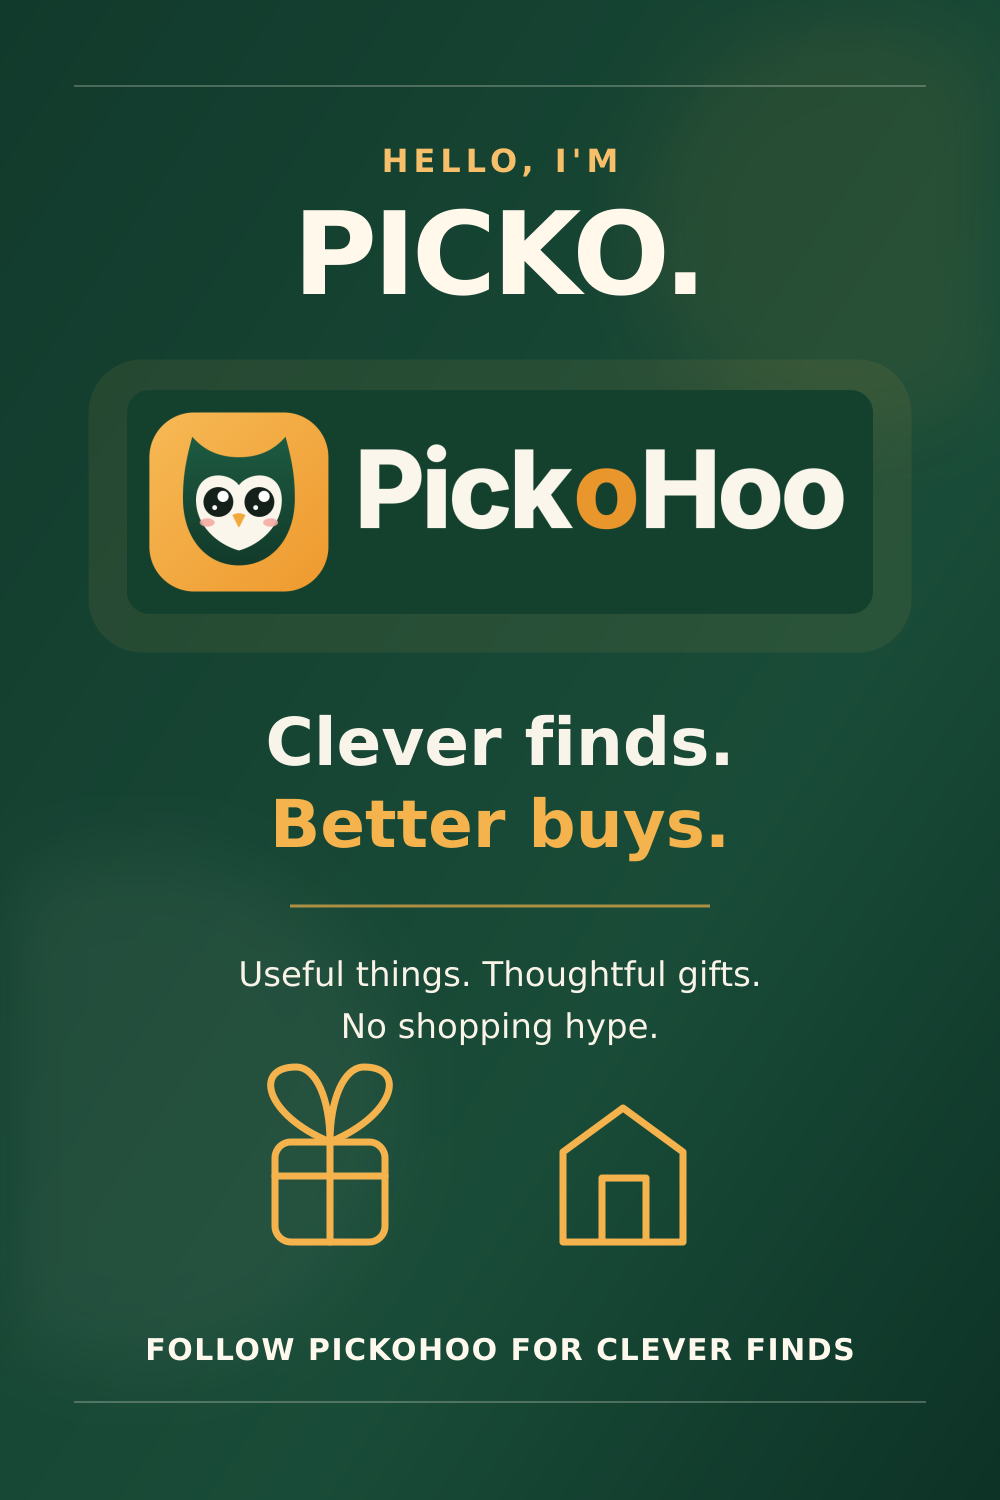 HELLO, I'M
PICKO.
PickoHoo
Clever finds.
Better buys.
Useful things. Thoughtful gifts.
No shopping hype.
FOLLOW PICKOHOO FOR CLEVER FINDS